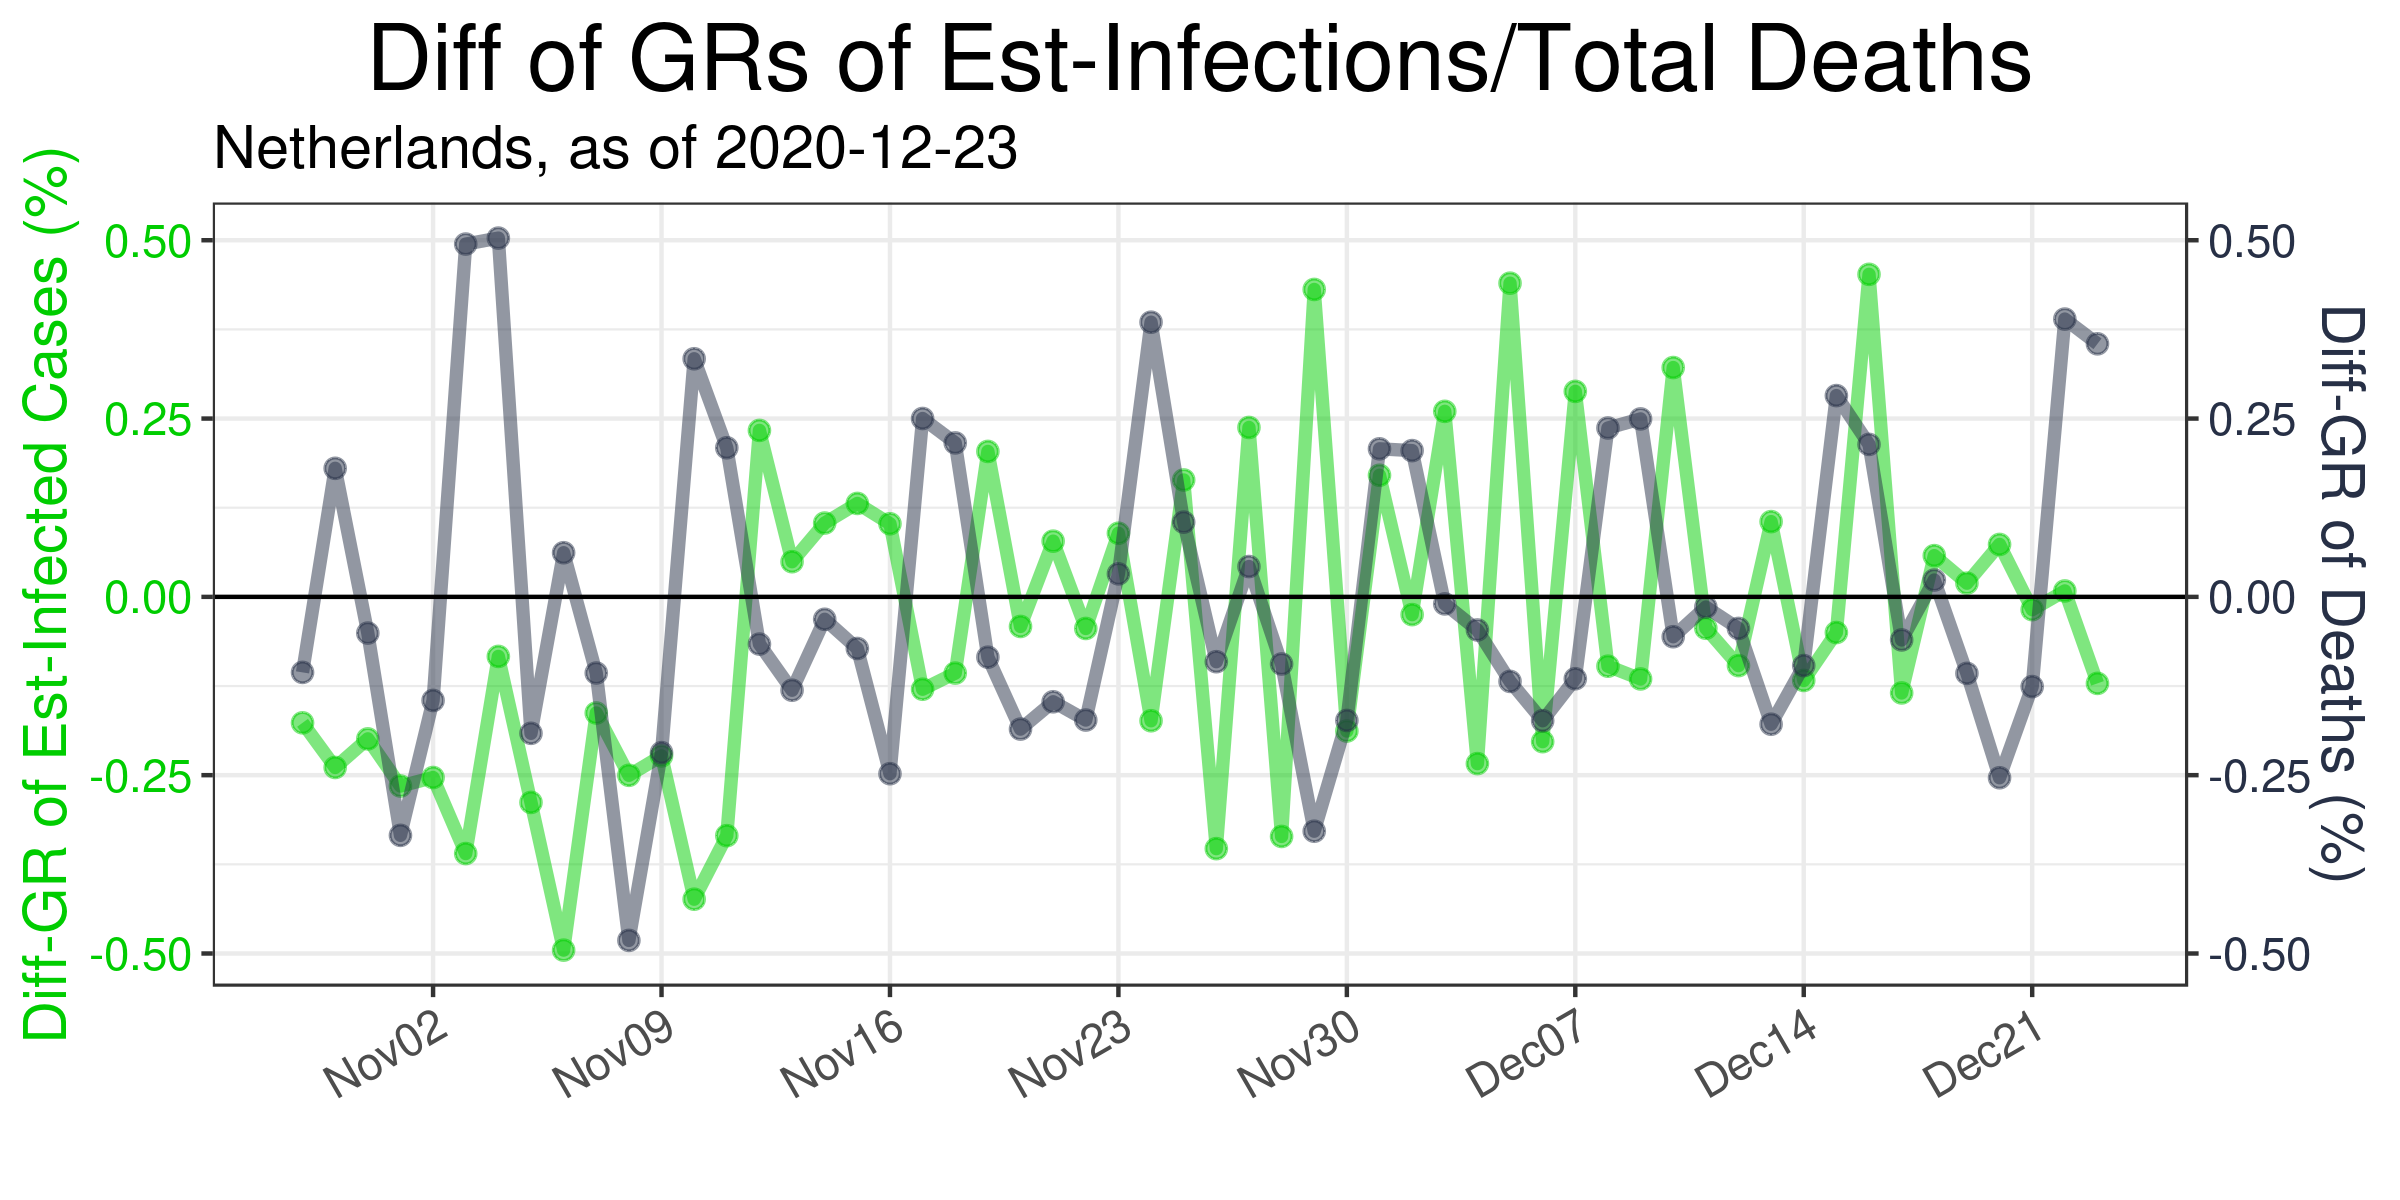 Diff of GRs of Est-Infections/Total Deaths
Netherlands, as of 2020-12-23
Diff-GR of Est-Infected Cases (%)
0.50
0.25
0.00
-0.25
-0.50
0.50
0.25
0.00
-0.25
-0.50
Diff-GR of Deaths (%)
Nov02
Nov09
Nov16
Nov23
Nov30
Dec07
Dec14
Dec21